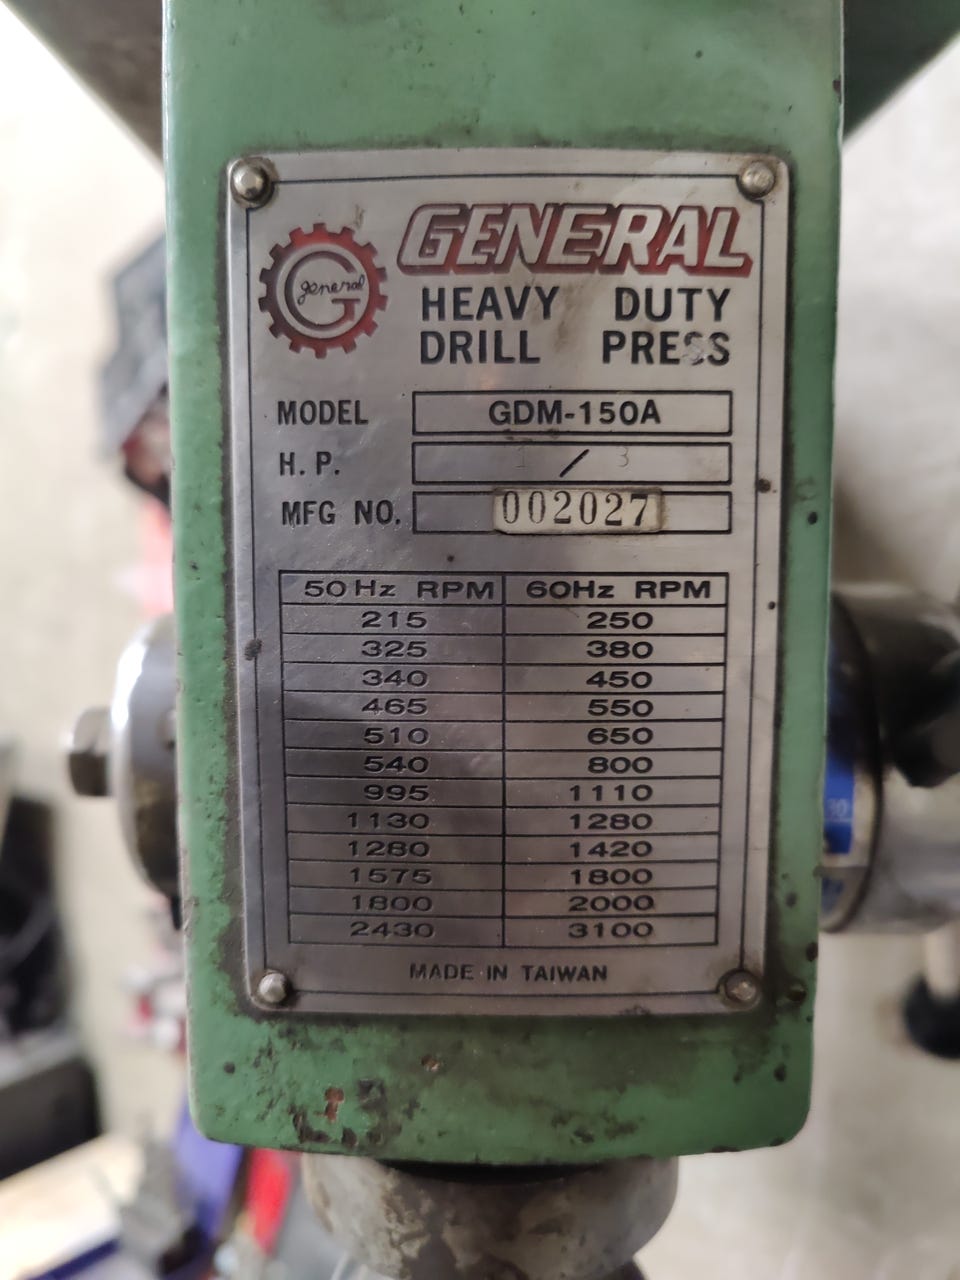 general
G
GENERAL
HEAVY DUTY
DRILL PRESS
MODEL GDM-150A
H.P. 1/3
MFG NO. 002027
50Hz RPM 60Hz RPM
215 250
325 380
340 450
465 550
510 650
540 800
995 1110
1130 1280
1280 1420
1575 1800
1800 2000
2430 3100
MADE IN TAIWAN
30